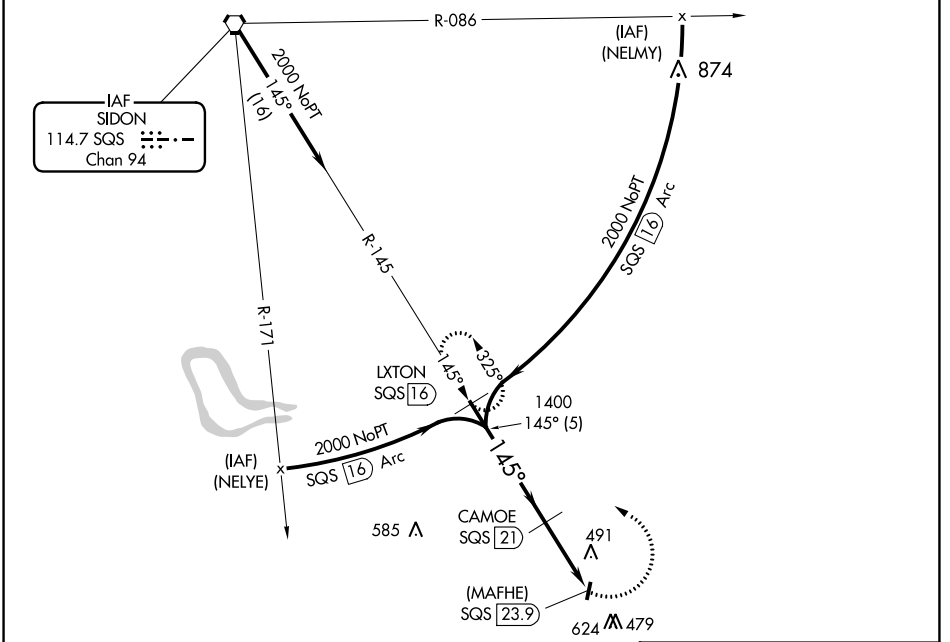 R-086
(IAF)
(NELMY)
874
2000 NoPT
145°
(16)
IAF
SIDON
114.7 SQS
Chan 94
2000 NoPT
SQS 16 Arc
R-145
R-171
LXTON
SQS 16
145°
325°
1400
145° (5)
2000 NoPT
SQS 16 Arc
(IAF)
(NELYE)
145°
585
CAMOE
SQS 21
491
(MAFHE)
SQS 23.9
624
479